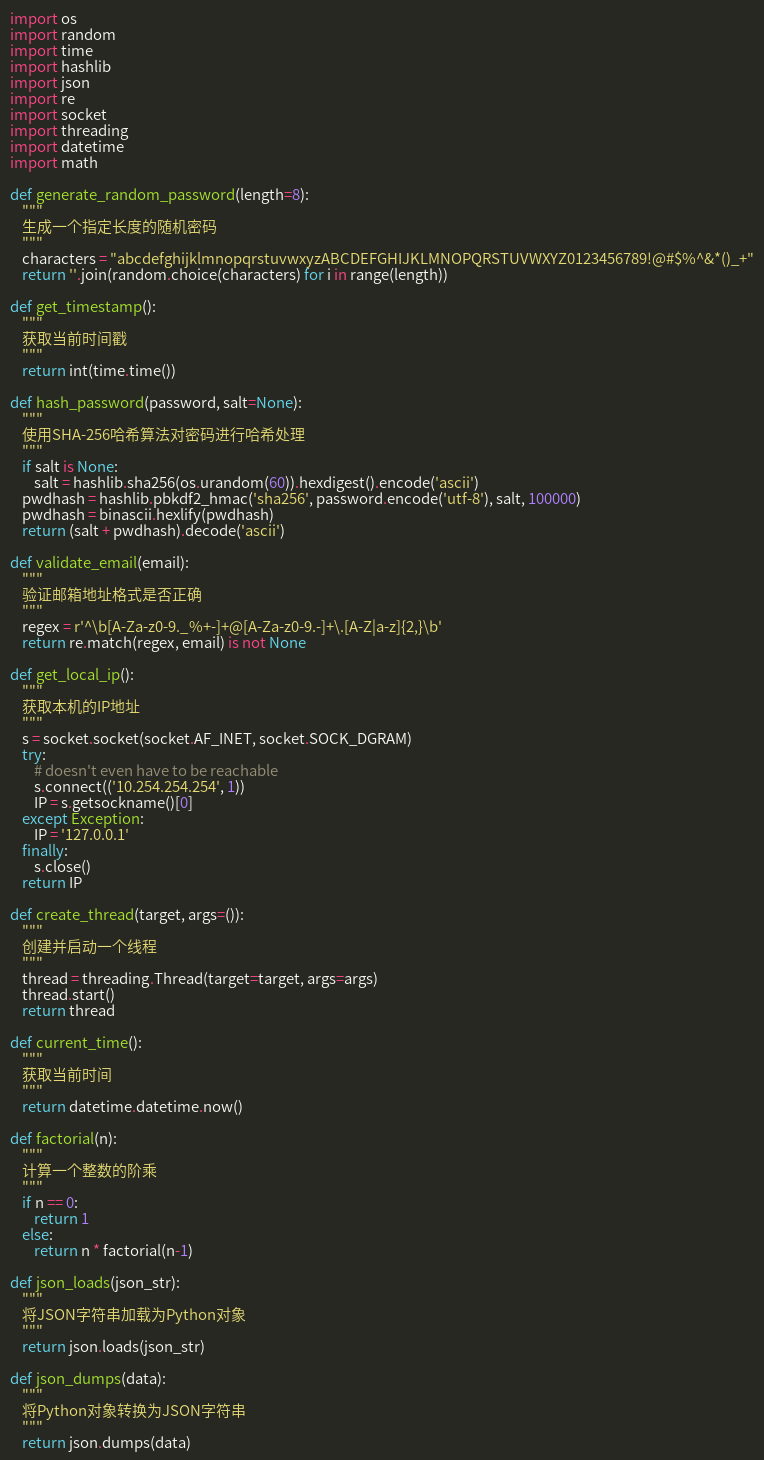 import os
import random
import time
import hashlib
import json
import re
import socket
import threading
import datetime
import math

def generate_random_password(length=8):
    """
    生成一个指定长度的随机密码
    """
    characters = "abcdefghijklmnopqrstuvwxyzABCDEFGHIJKLMNOPQRSTUVWXYZ0123456789!@#$%^&*()_+"
    return ''.join(random.choice(characters) for i in range(length))

def get_timestamp():
    """
    获取当前时间戳
    """
    return int(time.time())

def hash_password(password, salt=None):
    """
    使用SHA-256哈希算法对密码进行哈希处理
    """
    if salt is None:
        salt = hashlib.sha256(os.urandom(60)).hexdigest().encode('ascii')
    pwdhash = hashlib.pbkdf2_hmac('sha256', password.encode('utf-8'), salt, 100000)
    pwdhash = binascii.hexlify(pwdhash)
    return (salt + pwdhash).decode('ascii')

def validate_email(email):
    """
    验证邮箱地址格式是否正确
    """
    regex = r'^\b[A-Za-z0-9._%+-]+@[A-Za-z0-9.-]+\.[A-Z|a-z]{2,}\b'
    return re.match(regex, email) is not None

def get_local_ip():
    """
    获取本机的IP地址
    """
    s = socket.socket(socket.AF_INET, socket.SOCK_DGRAM)
    try:
        # doesn't even have to be reachable
        s.connect(('10.254.254.254', 1))
        IP = s.getsockname()[0]
    except Exception:
        IP = '127.0.0.1'
    finally:
        s.close()
    return IP

def create_thread(target, args=()):
    """
    创建并启动一个线程
    """
    thread = threading.Thread(target=target, args=args)
    thread.start()
    return thread

def current_time():
    """
    获取当前时间
    """
    return datetime.datetime.now()

def factorial(n):
    """
    计算一个整数的阶乘
    """
    if n == 0:
        return 1
    else:
        return n * factorial(n-1)

def json_loads(json_str):
    """
    将JSON字符串加载为Python对象
    """
    return json.loads(json_str)

def json_dumps(data):
    """
    将Python对象转换为JSON字符串
    """
    return json.dumps(data)